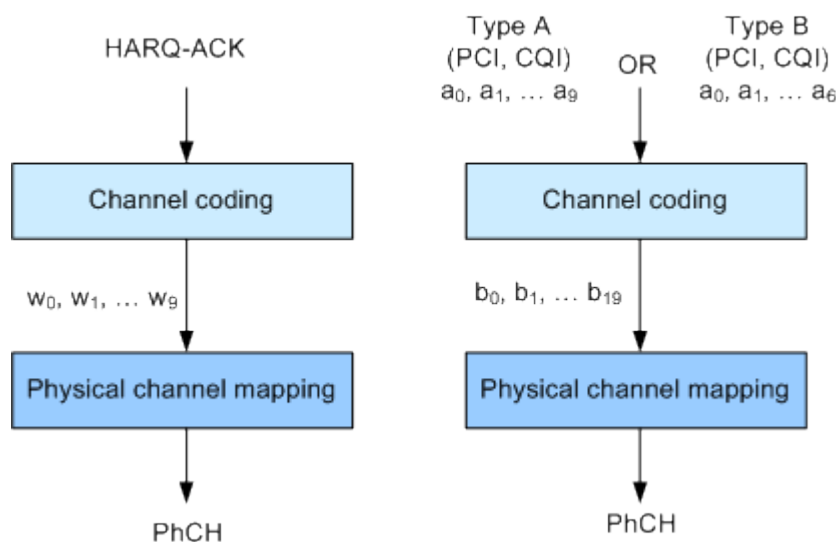 HARQ-ACK
Channel coding
w₀, w₁, ... w₉
Physical channel mapping
PhCH
Type A
(PCI, CQI)
a₀, a₁, ... a₉
OR
Type B
(PCI, CQI)
a₀, a₁, ... a₆
Channel coding
b₀, b₁, ... b₁₉
Physical channel mapping
PhCH